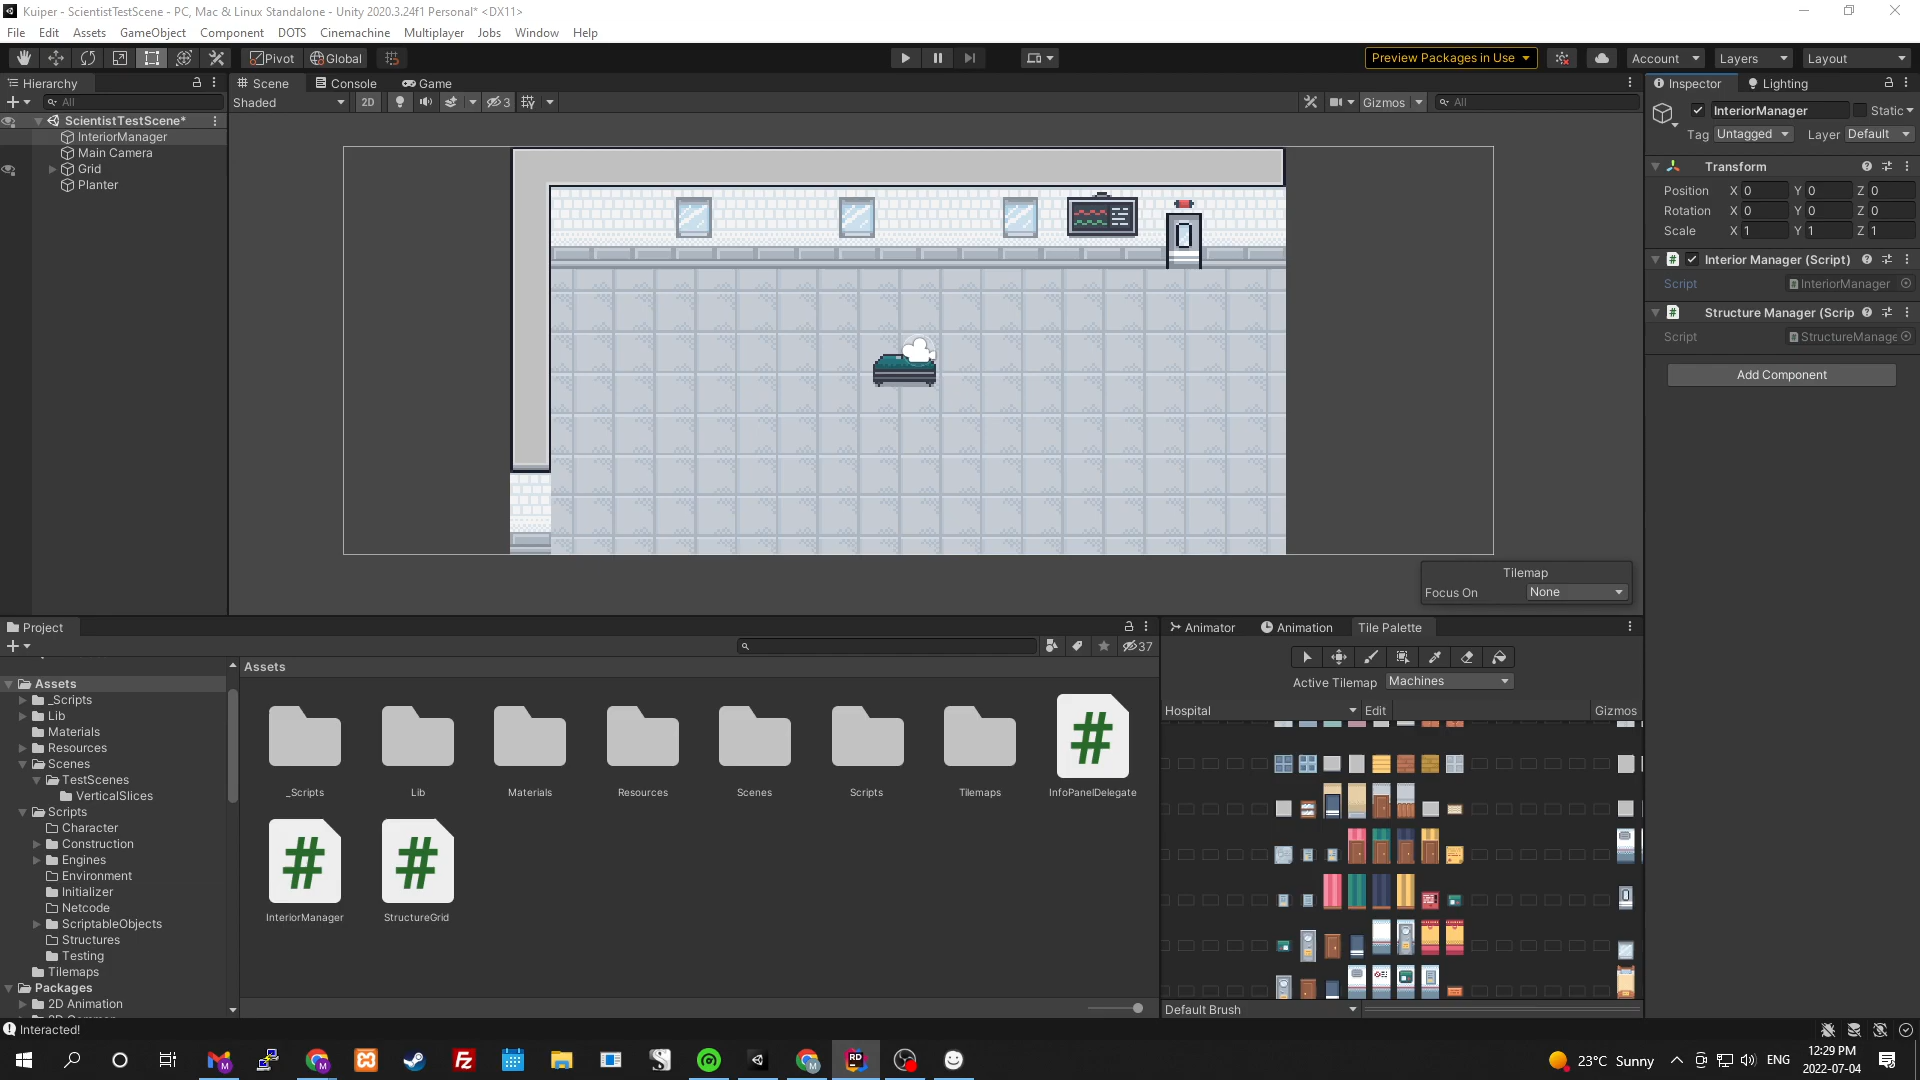 Kuiper - ScientistTestScene - PC, Mac & Linux Standalone - Unity 2020.3.24f1 Personal* <DX11>
File Edit Assets GameObject Component DOTS Cinemachine Multiplayer Jobs Window Help
Pivot Global Preview Packages in Use Account Layers Layout
Hierarchy Scene Console Game Inspector Lighting
All Shaded 2D 3 Gizmos All
InteriorManager Static
ScientistTestScene*
InteriorManager
Main Camera
Grid
Planter
Tag Untagged Layer Default
Transform
Position X 0 Y 0 Z 0
Rotation X 0 Y 0 Z 0
Scale X 1 Y 1 Z 1
Interior Manager (Script)
Script InteriorManager
Structure Manager (Scrip
Script StructureManage
Add Component
Tilemap
Focus On None
Project Animator Animation Tile Palette
37
Assets
Active Tilemap Machines
Hospital Edit Gizmos
Assets
_Scripts
Lib
Materials
Resources
Scenes
TestScenes
VerticalSlices
Scripts
Character
Construction
Engines
Environment
Initializer
Netcode
ScriptableObjects
Structures
Testing
Tilemaps
Packages
2D Animation
_Scripts Lib Materials Resources Scenes Scripts Tilemaps InfoPanelDelegate
InteriorManager StructureGrid
Default Brush
Interacted!
23°C Sunny ENG
12:29 PM
2022-07-04